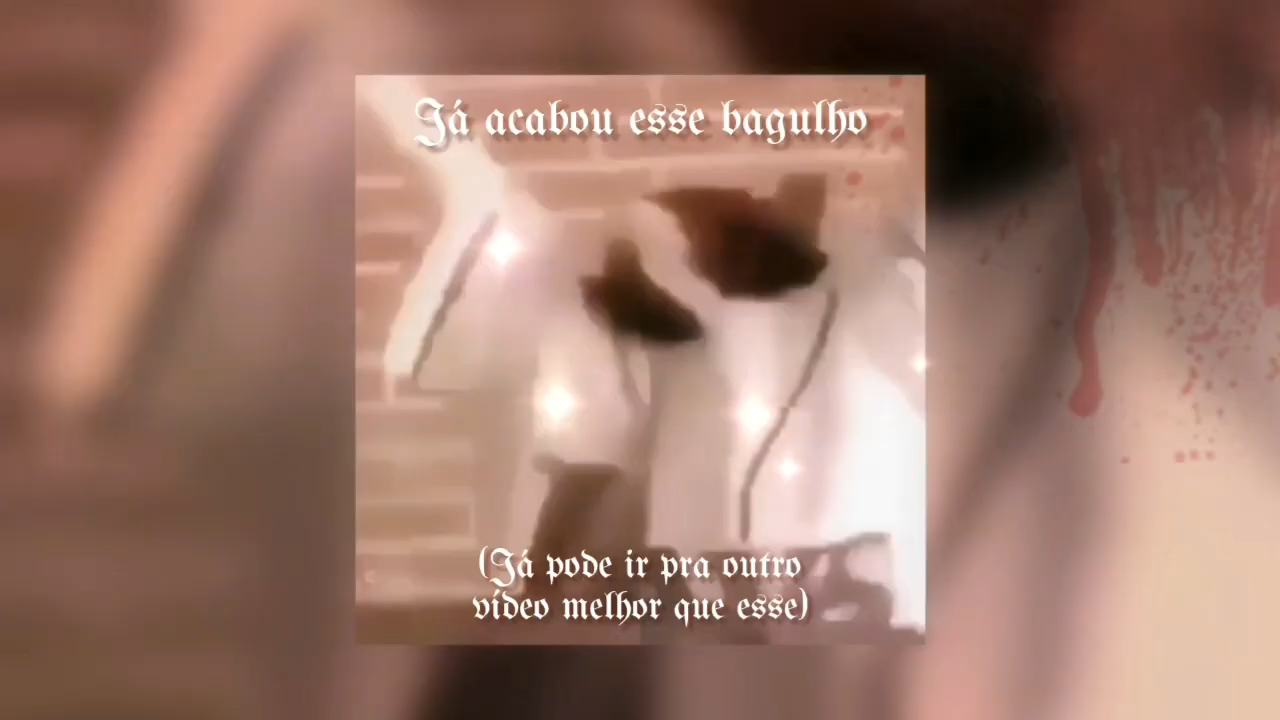 Já acabou esse bagulho
(Já pode ir pra outro
vídeo melhor que esse)